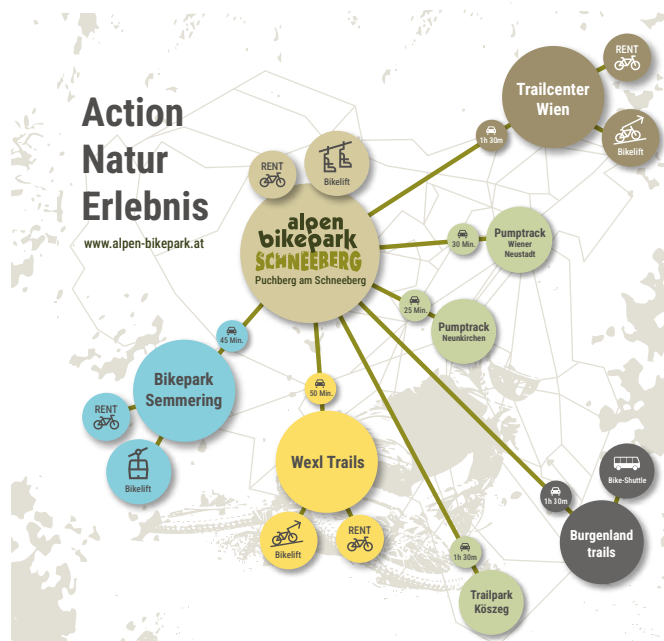 Action
Natur
Erlebnis
www.alpen-bikepark.at
RENT
Bikelift
alpen
bikepark
SCHNEEBERG
Puchberg am Schneeberg
Trailcenter
Wien
RENT
Bikelift
1h 30m
30 Min.
Pumptrack
Wiener
Neustadt
25 Min.
Pumptrack
Neunkirchen
45 Min.
Bikepark
Semmering
RENT
Bikelift
50 Min.
Wexl Trails
Bikelift
RENT
1h 30m
Trailpark
Köszeg
1h 30m
Bike-Shuttle
Burgenland
trails